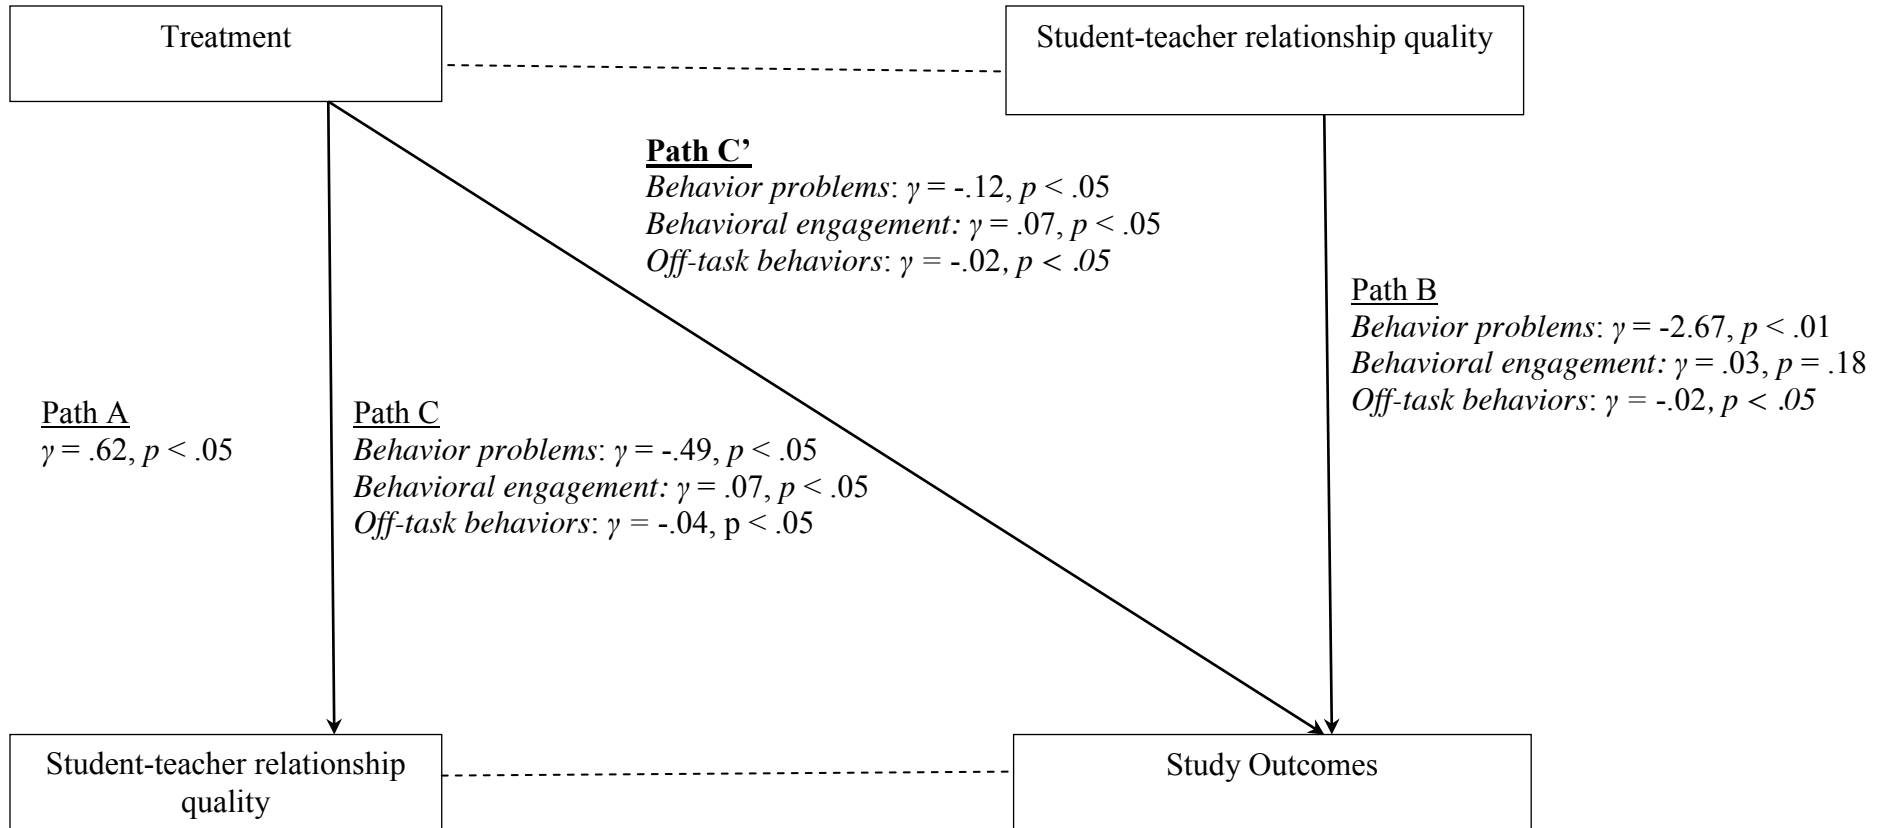 Treatment
Student-teacher relationship quality
Path C’
Behavior problems: γ = -.12, p < .05
Behavioral engagement: γ = .07, p < .05
Off-task behaviors: γ = -.02, p < .05
Path B
Behavior problems: γ = -2.67, p < .01
Behavioral engagement: γ = .03, p = .18
Off-task behaviors: γ = -.02, p < .05
Path A
γ = .62, p < .05
Path C
Behavior problems: γ = -.49, p < .05
Behavioral engagement: γ = .07, p < .05
Off-task behaviors: γ = -.04, p < .05
Student-teacher relationship
quality
Study Outcomes